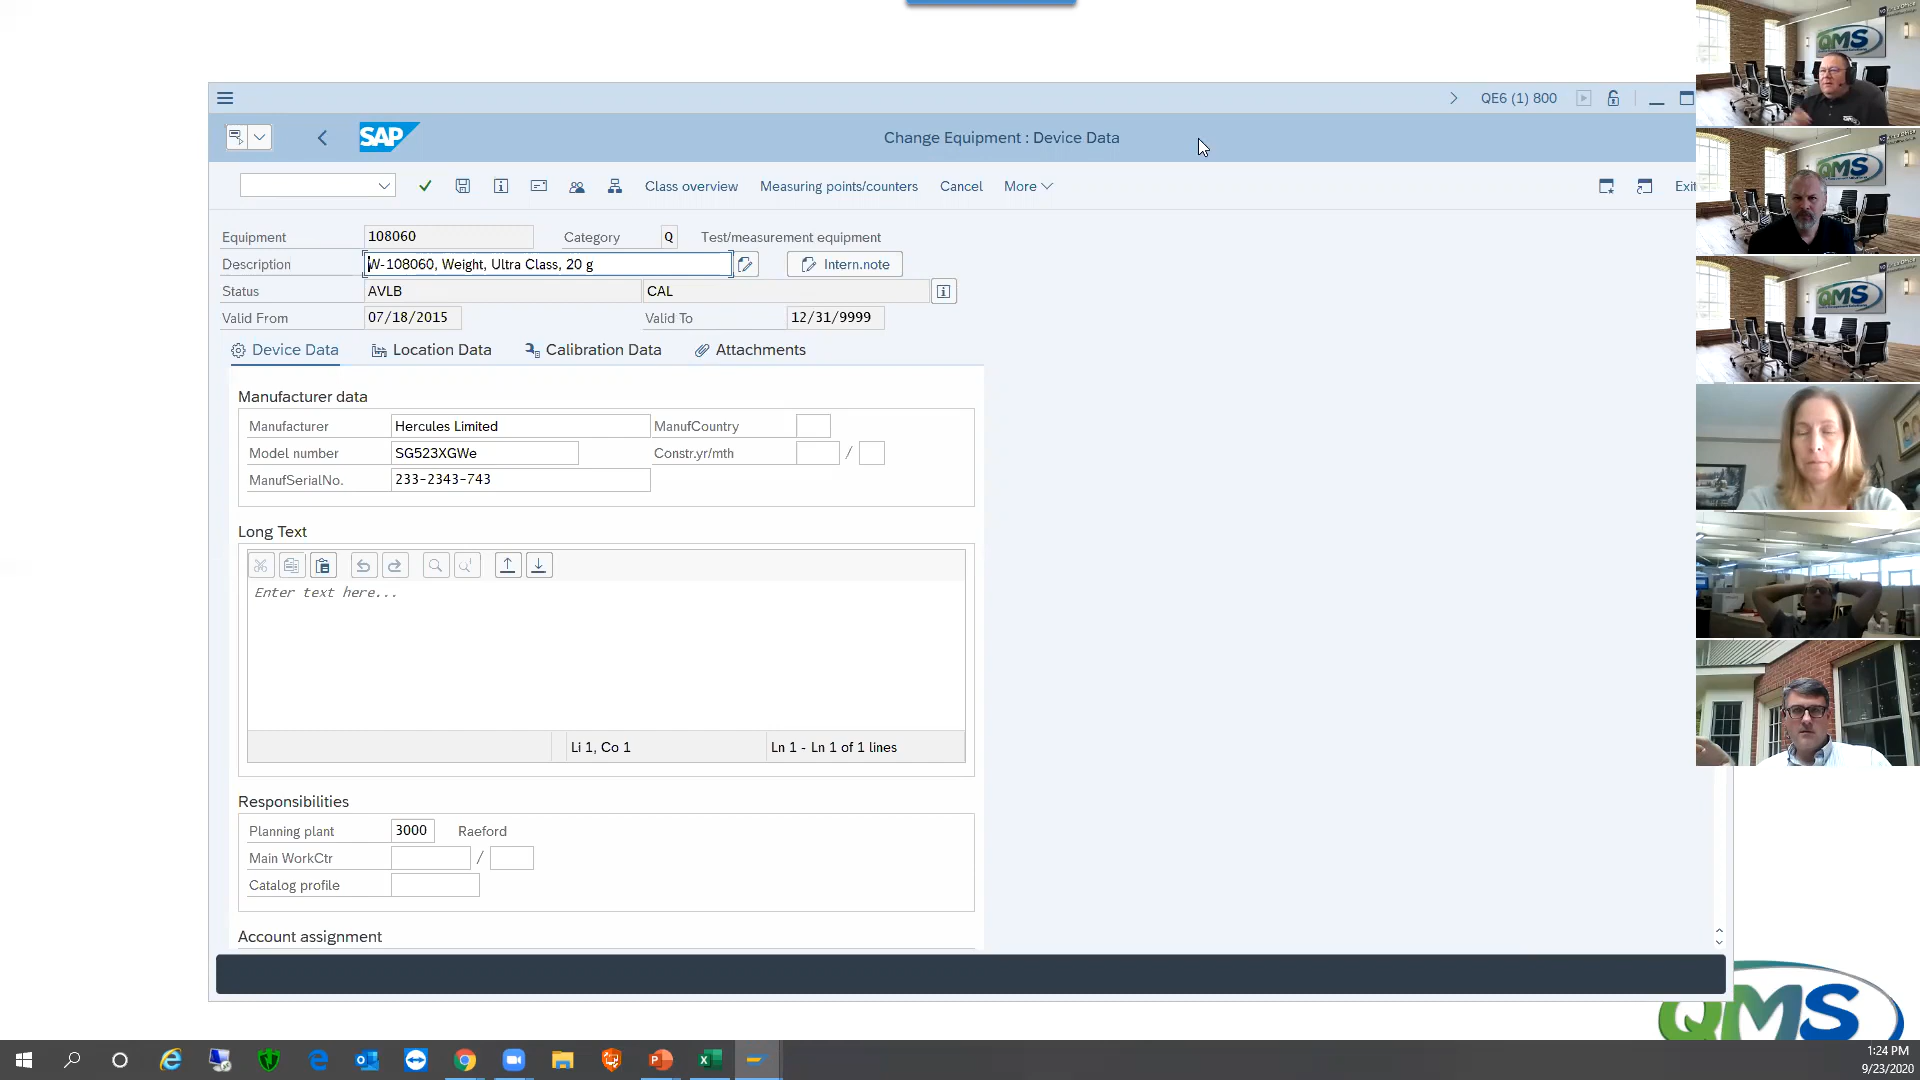 QE6 (1) 800
SAP
Change Equipment : Device Data
Class overview Measuring points/counters Cancel More Exit
Equipment 108060 Category Q Test/measurement equipment
Description W-108060, Weight, Ultra Class, 20 g Intern.note
Status AVLB CAL
Valid From 07/18/2015 Valid To 12/31/9999
Device Data Location Data Calibration Data Attachments
Manufacturer data
Manufacturer Hercules Limited ManufCountry
Model number SG523XGWe Constr.yr/mth /
ManufSerialNo. 233-2343-743
Long Text
Enter text here...
Li 1, Co 1 Ln 1 - Ln 1 of 1 lines
Responsibilities
Planning plant 3000 Raeford
Main WorkCtr /
Catalog profile
Account assignment
QMS
QMS
QMS
QMS
1:24 PM
9/23/2020